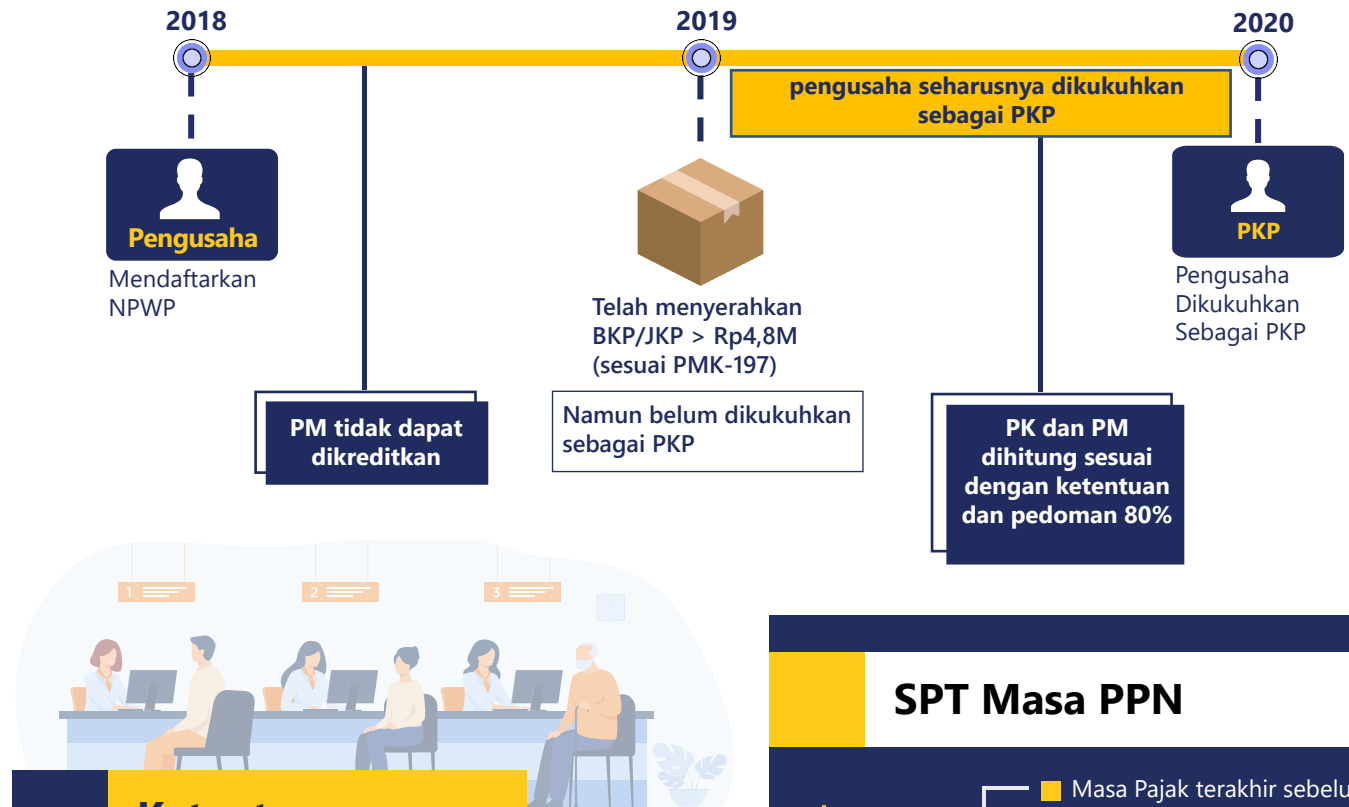 2018
2019
2020
pengusaha seharusnya dikukuhkan
sebagai PKP
Pengusaha
Mendaftarkan
NPWP
Telah menyerahkan
BKP/JKP > Rp4,8M
(sesuai PMK-197)
Namun belum dikukuhkan
sebagai PKP
PKP
Pengusaha
Dikukuhkan
Sebagai PKP
PM tidak dapat
dikreditkan
PK dan PM
dihitung sesuai
dengan ketentuan
dan pedoman 80%
1
2
3
SPT Masa PPN
Masa Pajak terakhir